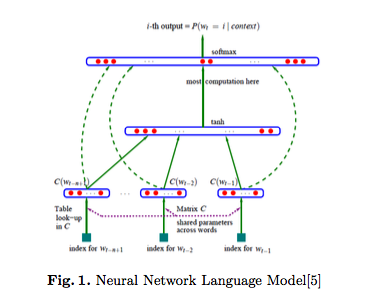 i-th output = P(w_t = i | context)
softmax
... ... ...
most computation here
tanh
... ...
C(w_{t−n+1}) C(w_{t−2}) C(w_{t−1})
... ... ... ...
Table look-up in C
Matrix C
shared parameters across words
index for w_{t−n+1} index for w_{t−2} index for w_{t−1}
Fig. 1. Neural Network Language Model[5]